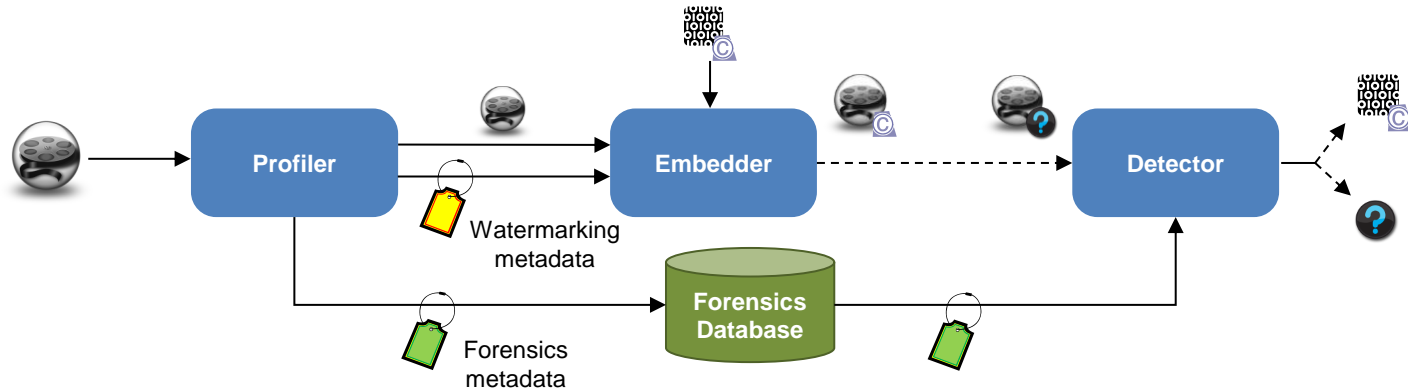 Profiler
Embedder
Detector
Watermarking
metadata
Forensics
Database
Forensics
metadata
C
C
?
C
?